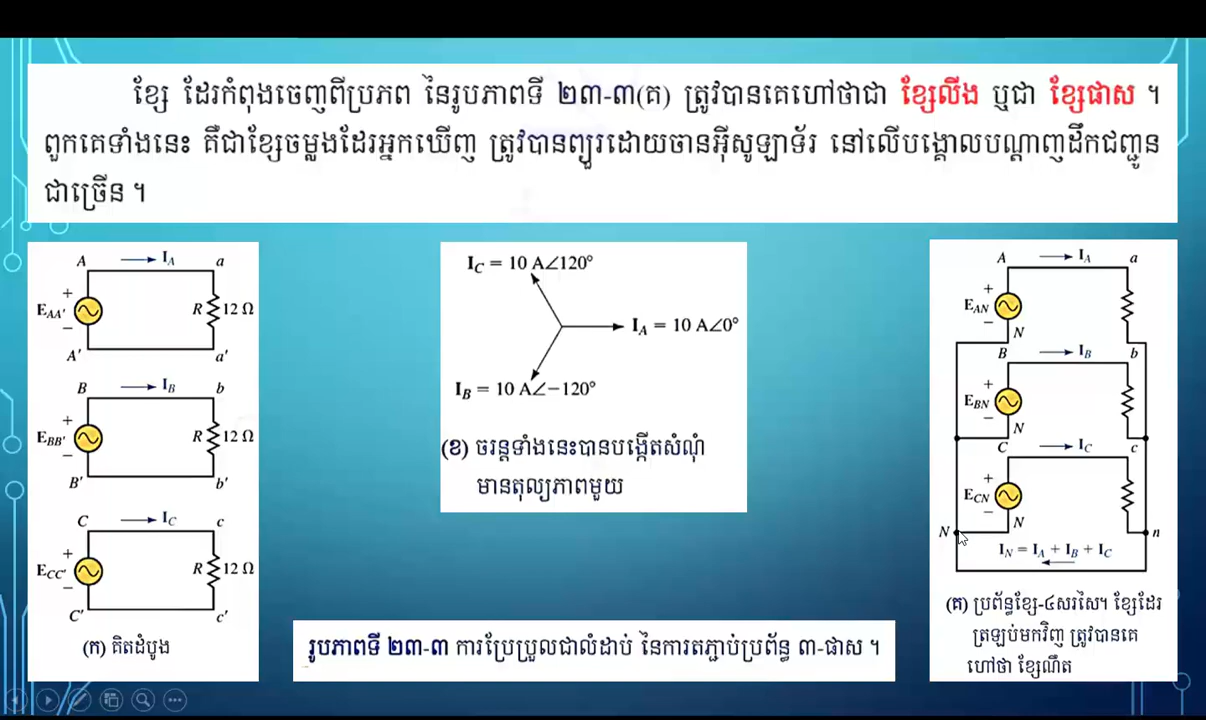 ខ្សែ ដែរកំពុងចេញពីប្រភព នៃរូបភាពទី ២៣-៣(គ) ត្រូវបានគេហៅថាជា ខ្សែលីង ឬជា ខ្សែផាស ។
ពួកគេទាំងនេះ គឺជាខ្សែចម្លងដែរអ្នកឃើញ ត្រូវបានព្យួរដោយចានអ៊ីសូឡាទ័រ នៅលើបង្គោលបណ្តាញដឹកជញ្ជូន
ជាច្រើន ។
A I_A a
+
E_AA' R 12 Ω
−
A' a'
B I_B b
+
E_BB' R 12 Ω
−
B' b'
C I_C c
+
E_CC' R 12 Ω
−
C' c'
(ក) គិតដំបូង
I_C = 10 A∠120°
I_A = 10 A∠0°
I_B = 10 A∠−120°
(ខ) ចរន្តទាំងនេះបានបង្កើតសំណុំ
មានតុល្យភាពមួយ
រូបភាពទី ២៣-៣ ការប្រែប្រួលជាលំដាប់ នៃការតភ្ជាប់ប្រព័ន្ធ ៣-ផាស ។
A I_A a
+
E_AN
− N
B I_B b
+
E_BN
− N
C I_C c
+
E_CN
− N
N n
I_N = I_A + I_B + I_C
(គ) ប្រព័ន្ធខ្សែ-៤សរសៃ។ ខ្សែដែរ
ត្រឡប់មកវិញ ត្រូវបានគេ
ហៅថា ខ្សែណឺត